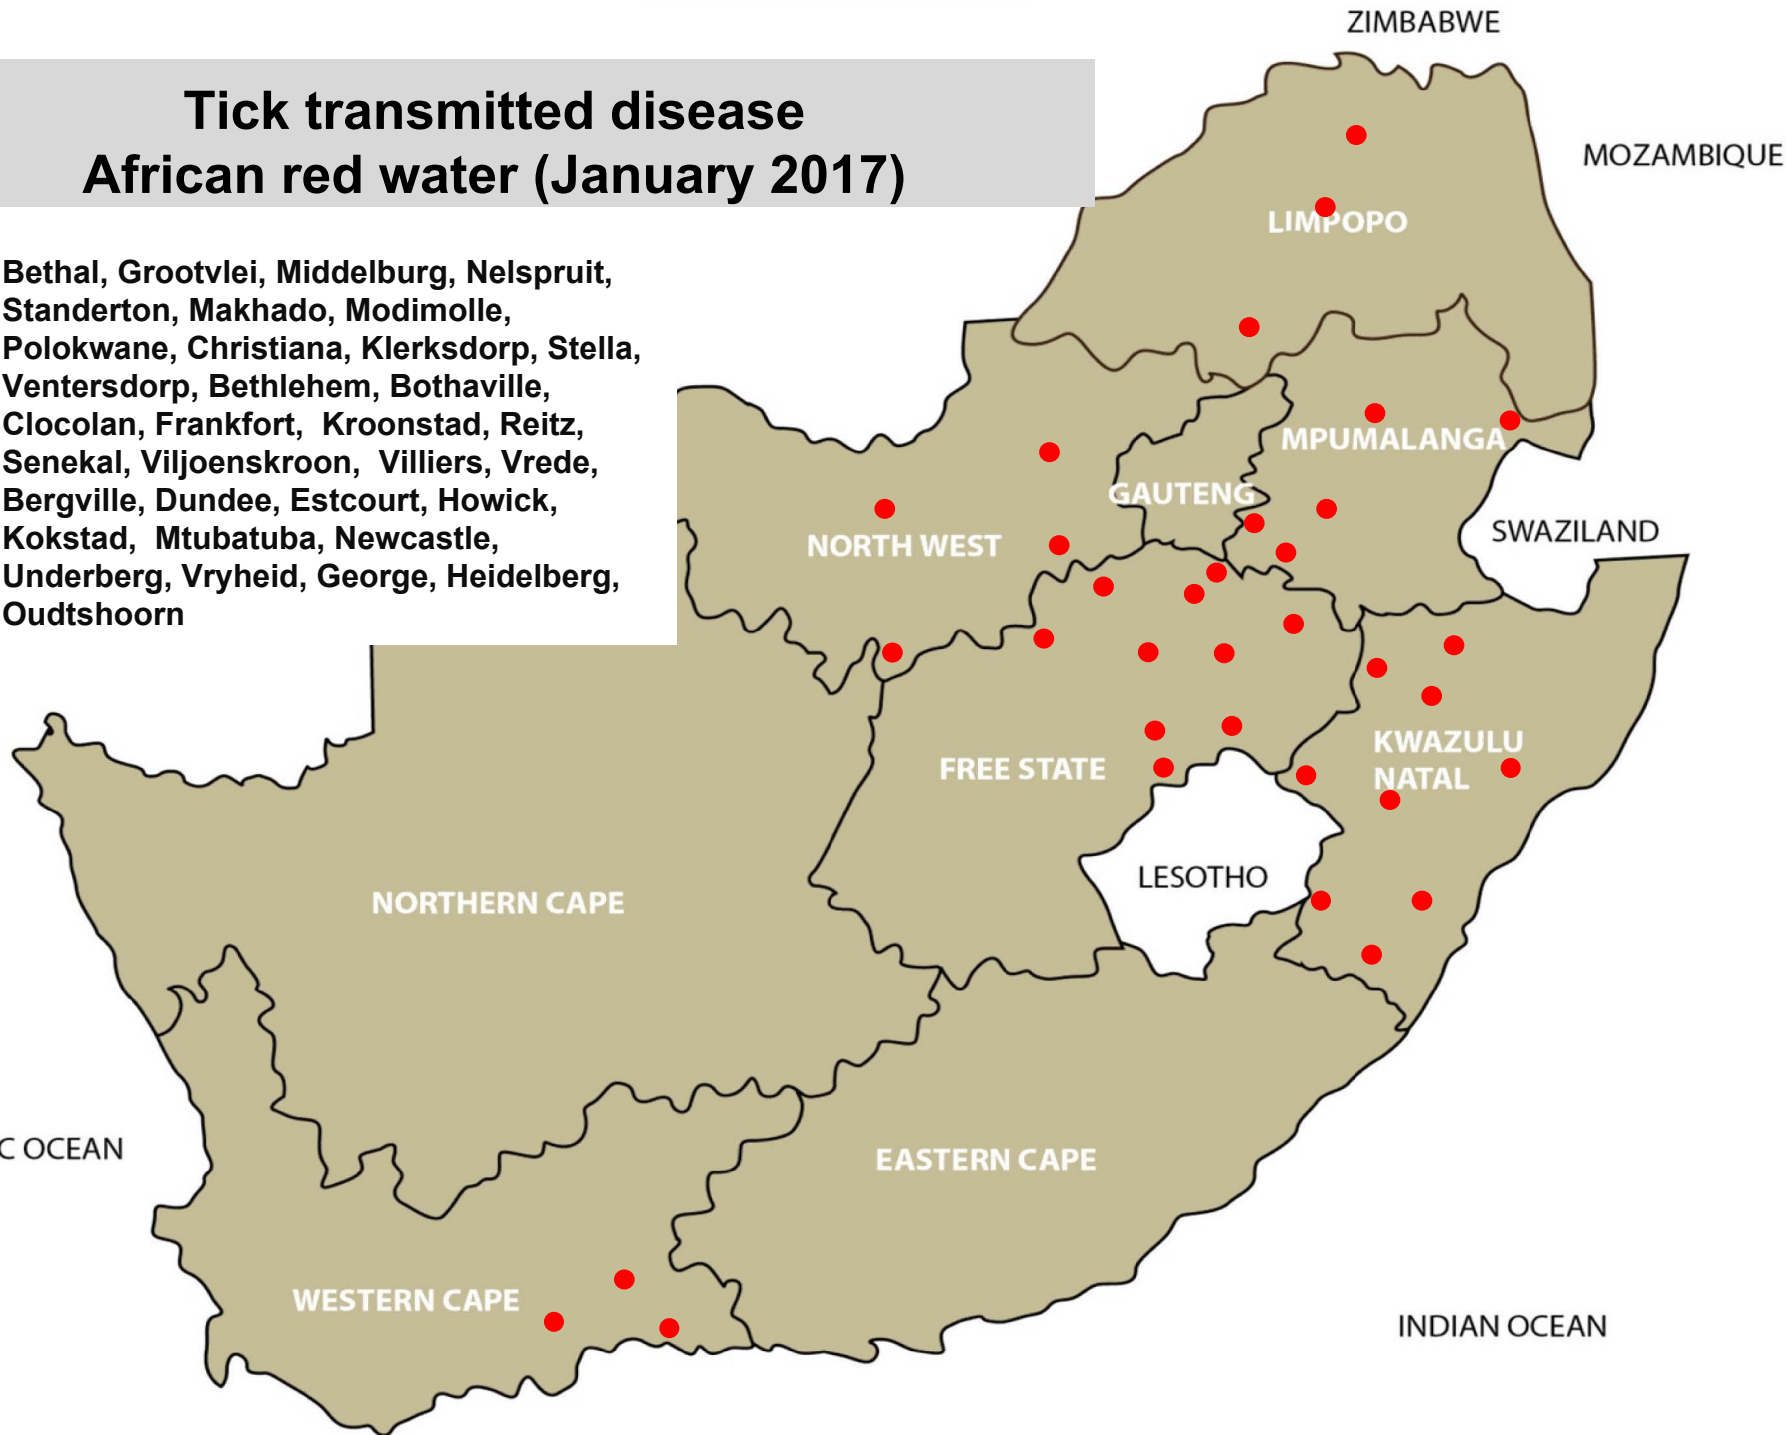 ZIMBABWE
Tick transmitted disease
African red water (January 2017)
MOZAMBIQUE
LIMPOPO
Bethal, Grootvlei, Middelburg, Nelspruit,
Standerton, Makhado, Modimolle,
Polokwane, Christiana, Klerksdorp, Stella,
Ventersdorp, Bethlehem, Bothaville,
Clocolan, Frankfort, Kroonstad, Reitz,
Senekal, Viljoenskroon, Villiers, Vrede,
Bergville, Dundee, Estcourt, Howick,
Kokstad, Mtubatuba, Newcastle,
Underberg, Vryheid, George, Heidelberg,
Oudtshoorn
MPUMALANGA
GAUTENG
SWAZILAND
NORTH WEST
KWAZULU
NATAL
FREE STATE
LESOTHO
NORTHERN CAPE
C OCEAN
EASTERN CAPE
WESTERN CAPE
INDIAN OCEAN